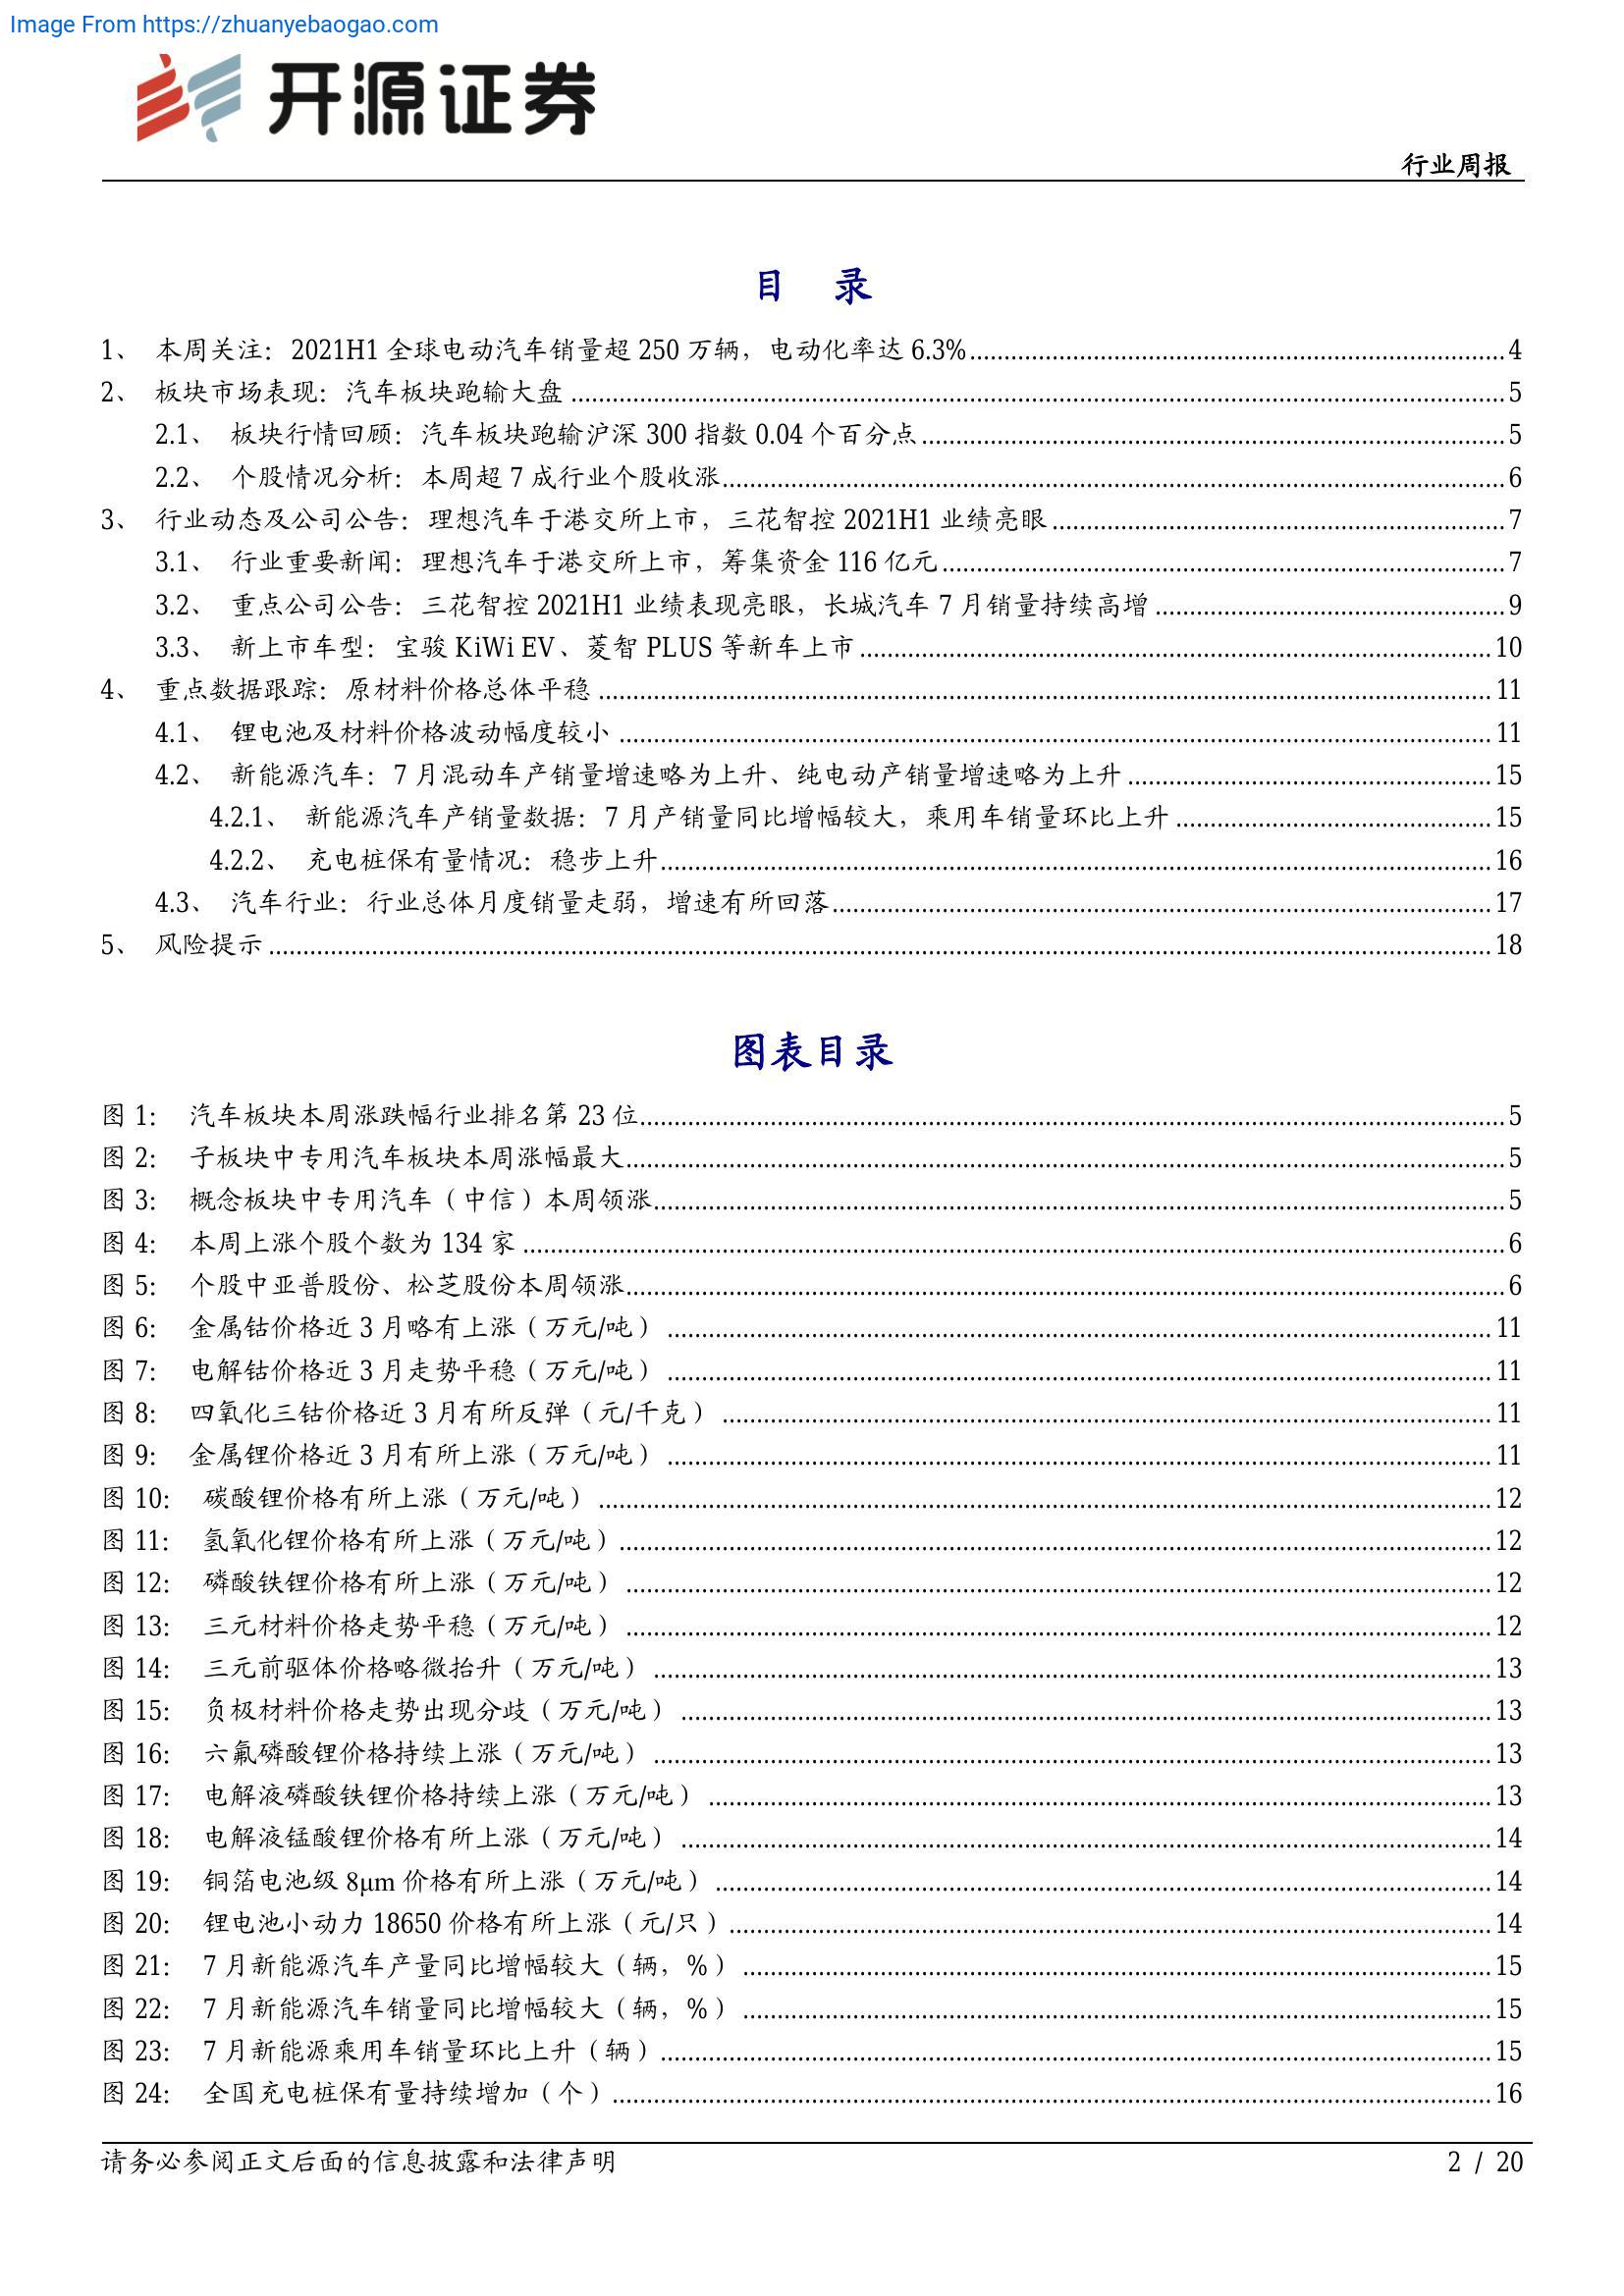 Image From https://zhuanyebaogao.com
开源证券
行业周报
目 录
1、 本周关注：2021H1 全球电动汽车销量超 250 万辆，电动化率达 6.3%........4
2、 板块市场表现：汽车板块跑输大盘........5
2.1、 板块行情回顾：汽车板块跑输沪深 300 指数 0.04 个百分点........5
2.2、 个股情况分析：本周超 7 成行业个股收涨........6
3、 行业动态及公司公告：理想汽车于港交所上市，三花智控 2021H1 业绩亮眼........7
3.1、 行业重要新闻：理想汽车于港交所上市，筹集资金 116 亿元........7
3.2、 重点公司公告：三花智控 2021H1 业绩表现亮眼，长城汽车 7 月销量持续高增........9
3.3、 新上市车型：宝骏 KiWi EV、菱智 PLUS 等新车上市........10
4、 重点数据跟踪：原材料价格总体平稳........11
4.1、 锂电池及材料价格波动幅度较小........11
4.2、 新能源汽车：7 月混动车产销量增速略为上升、纯电动产销量增速略为上升........15
4.2.1、 新能源汽车产销量数据：7 月产销量同比增幅较大，乘用车销量环比上升........15
4.2.2、 充电桩保有量情况：稳步上升........16
4.3、 汽车行业：行业总体月度销量走弱，增速有所回落........17
5、 风险提示........18
图表目录
图 1： 汽车板块本周涨跌幅行业排名第 23 位........5
图 2： 子板块中专用汽车板块本周涨幅最大........5
图 3： 概念板块中专用汽车（中信）本周领涨........5
图 4： 本周上涨个股个数为 134 家........6
图 5： 个股中亚普股份、松芝股份本周领涨........6
图 6： 金属钴价格近 3 月略有上涨（万元/吨）........11
图 7： 电解钴价格近 3 月走势平稳（万元/吨）........11
图 8： 四氧化三钴价格近 3 月有所反弹（元/千克）........11
图 9： 金属锂价格近 3 月有所上涨（万元/吨）........11
图 10： 碳酸锂价格有所上涨（万元/吨）........12
图 11： 氢氧化锂价格有所上涨（万元/吨）........12
图 12： 磷酸铁锂价格有所上涨（万元/吨）........12
图 13： 三元材料价格走势平稳（万元/吨）........12
图 14： 三元前驱体价格略微抬升（万元/吨）........13
图 15： 负极材料价格走势出现分歧（万元/吨）........13
图 16： 六氟磷酸锂价格持续上涨（万元/吨）........13
图 17： 电解液磷酸铁锂价格持续上涨（万元/吨）........13
图 18： 电解液锰酸锂价格有所上涨（万元/吨）........14
图 19： 铜箔电池级 8μm 价格有所上涨（万元/吨）........14
图 20： 锂电池小动力 18650 价格有所上涨（元/只）........14
图 21： 7 月新能源汽车产量同比增幅较大（辆，%）........15
图 22： 7 月新能源汽车销量同比增幅较大（辆，%）........15
图 23： 7 月新能源乘用车销量环比上升（辆）........15
图 24： 全国充电桩保有量持续增加（个）........16
请务必参阅正文后面的信息披露和法律声明
2 / 20